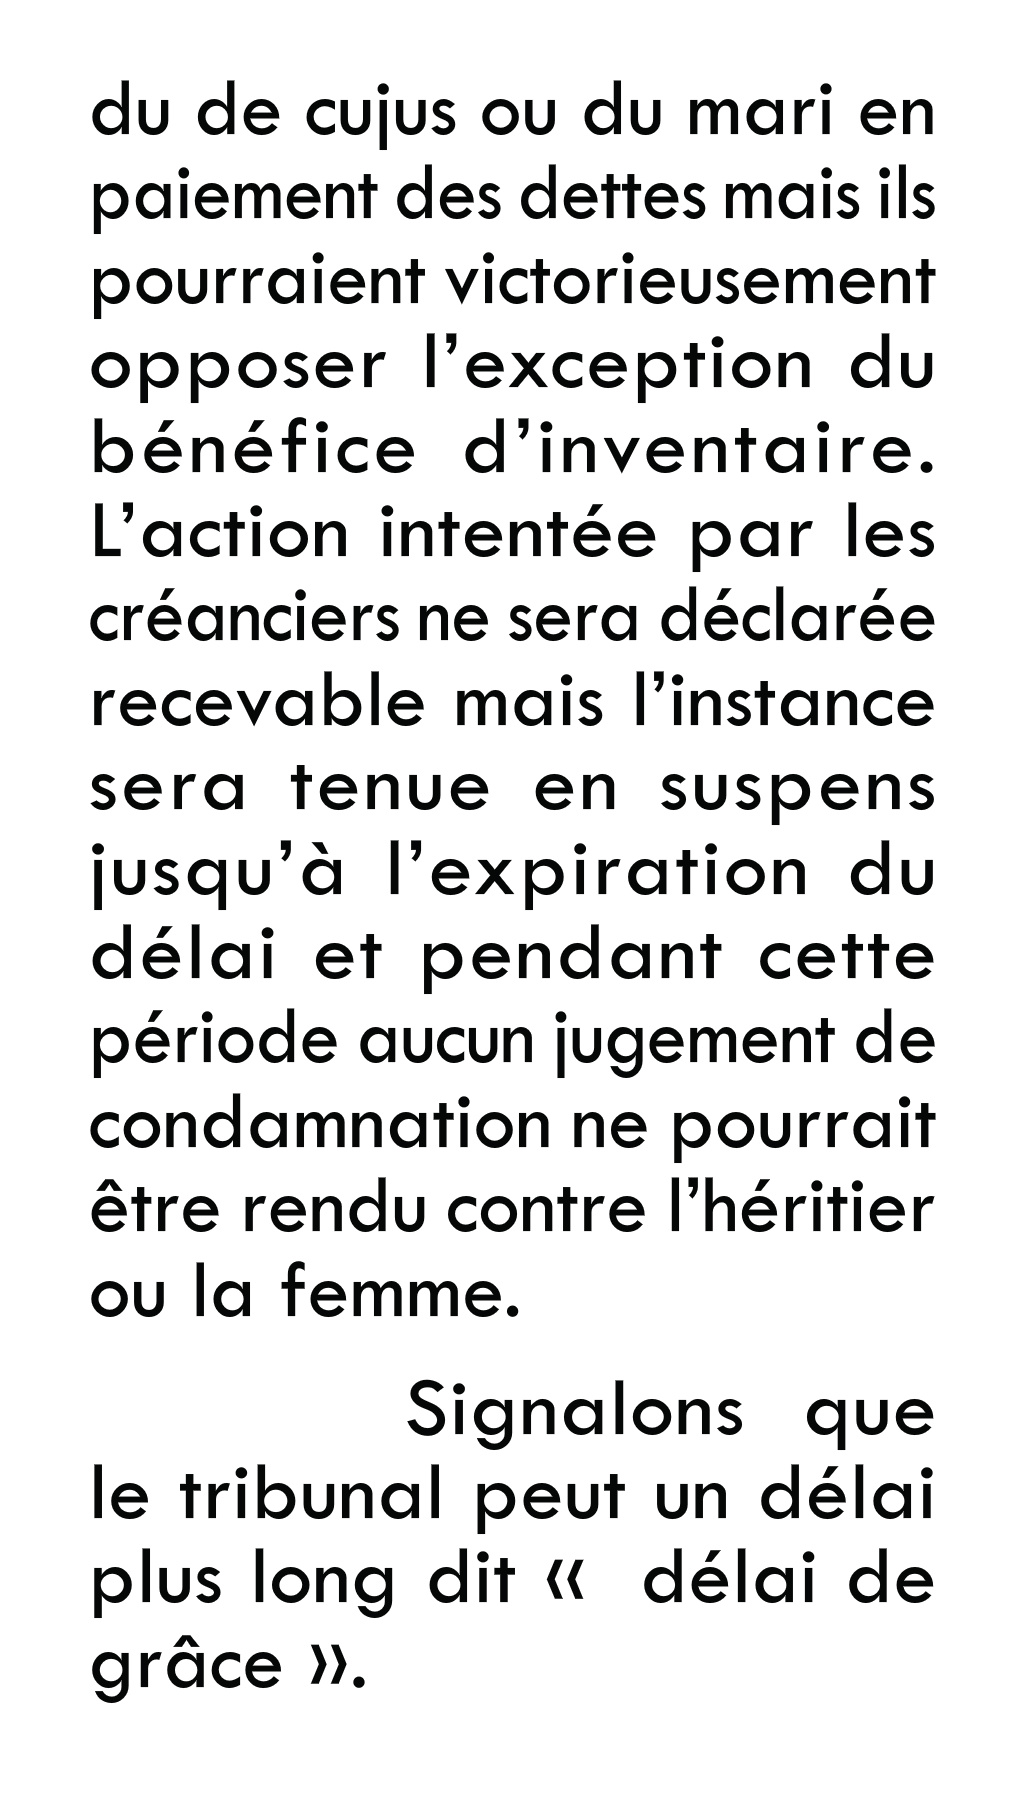 du de cujus ou du mari en
paiement des dettes mais ils
pourraient victorieusement
opposer l’exception du
bénéfice d’inventaire.
L’action intentée par les
créanciers ne sera déclarée
recevable mais l’instance
sera tenue en suspens
jusqu’à l’expiration du
délai et pendant cette
période aucun jugement de
condamnation ne pourrait
être rendu contre l’héritier
ou la femme.
Signalons que
le tribunal peut un délai
plus long dit « délai de
grâce ».